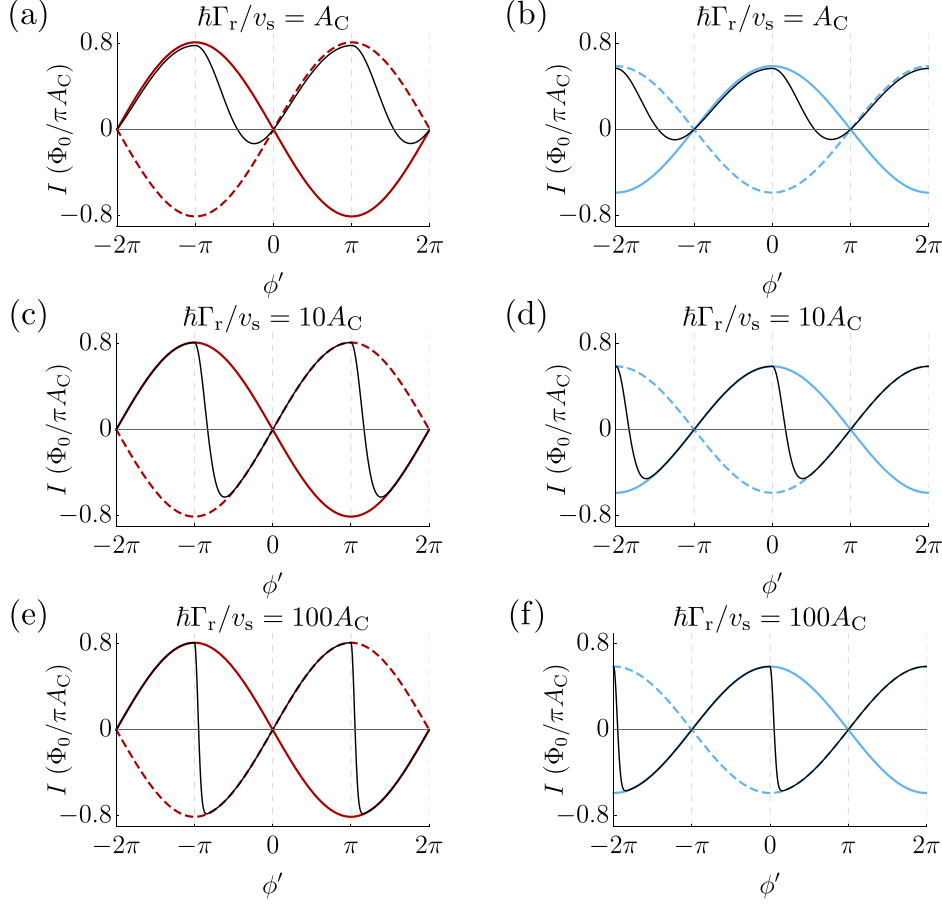 (a) ħΓr/vs = AC
I (Φ0/πAC)
0.8
0
−0.8
−2π −π 0 π 2π
ϕ′
(b) ħΓr/vs = AC
I (Φ0/πAC)
0.8
0
−0.8
−2π −π 0 π 2π
ϕ′
(c) ħΓr/vs = 10AC
I (Φ0/πAC)
0.8
0
−0.8
−2π −π 0 π 2π
ϕ′
(d) ħΓr/vs = 10AC
I (Φ0/πAC)
0.8
0
−0.8
−2π −π 0 π 2π
ϕ′
(e) ħΓr/vs = 100AC
I (Φ0/πAC)
0.8
0
−0.8
−2π −π 0 π 2π
ϕ′
(f) ħΓr/vs = 100AC
I (Φ0/πAC)
0.8
0
−0.8
−2π −π 0 π 2π
ϕ′